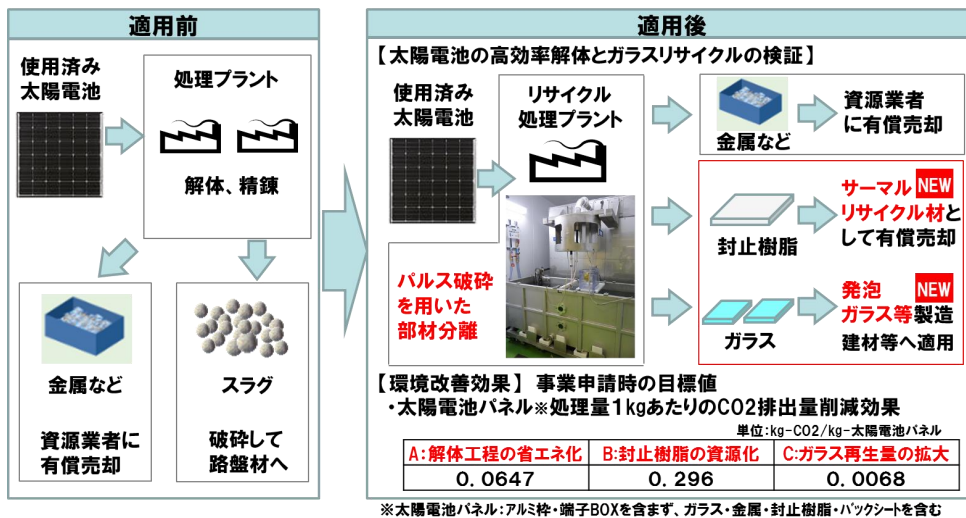 適用前
使用済み
太陽電池
処理プラント
解体、精錬
金属など
資源業者に
有償売却
スラグ
破砕して
路盤材へ
適用後
【太陽電池の高効率解体とガラスリサイクルの検証】
使用済み
太陽電池
リサイクル
処理プラント
パルス破砕
を用いた
部材分離
金属など
資源業者
に有償売却
封止樹脂
サーマル NEW
リサイクル材と
して有償売却
ガラス
発泡 NEW
ガラス等製造
建材等へ適用
【環境改善効果】 事業申請時の目標値
・太陽電池パネル※処理量1kgあたりのCO2排出量削減効果
単位:kg-CO2/kg-太陽電池パネル
A:解体工程の省エネ化 B:封止樹脂の資源化 C:ガラス再生量の拡大
0.0647 0.296 0.0068
※太陽電池パネル:アルミ枠・端子BOXを含まず、ガラス・金属・封止樹脂・バックシートを含む